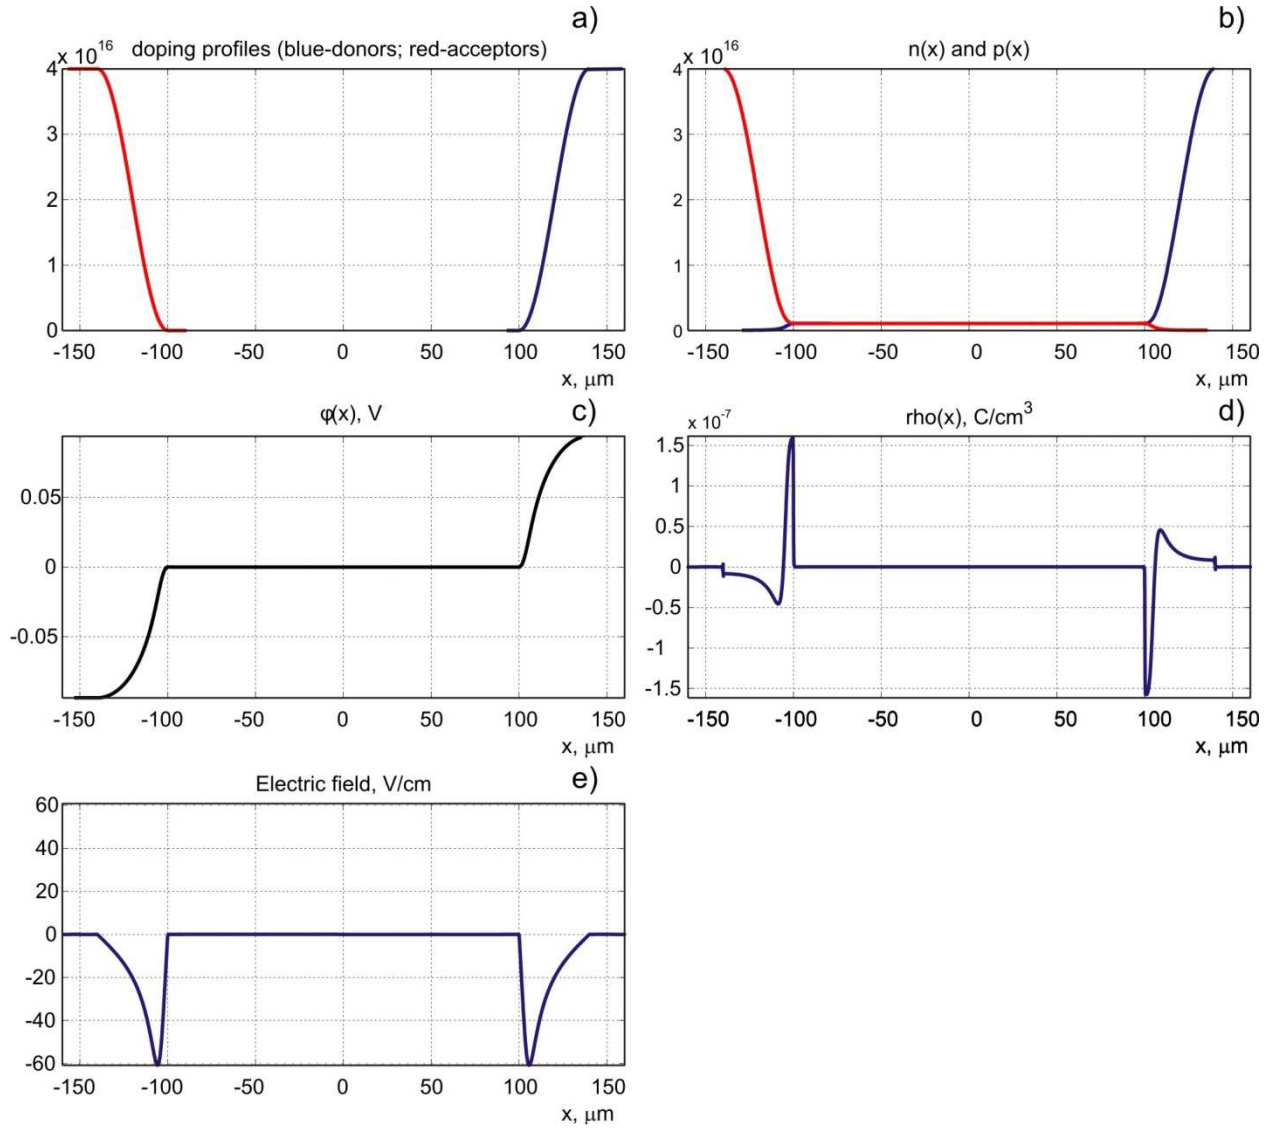 a)
x 10^16 doping profiles (blue-donors; red-acceptors)
4
3
2
1
0
-150 -100 -50 0 50 100 150
x, μm
b)
x 10^16 n(x) and p(x)
4
3
2
1
0
-150 -100 -50 0 50 100 150
x, μm
φ(x), V c)
0.05
0
-0.05
-150 -100 -50 0 50 100 150
x, μm
x 10^-7 rho(x), C/cm^3 d)
1.5
1
0.5
0
-0.5
-1
-1.5
-150 -100 -50 0 50 100 150
x, μm
Electric field, V/cm e)
60
40
20
0
-20
-40
-60
-150 -100 -50 0 50 100 150
x, μm